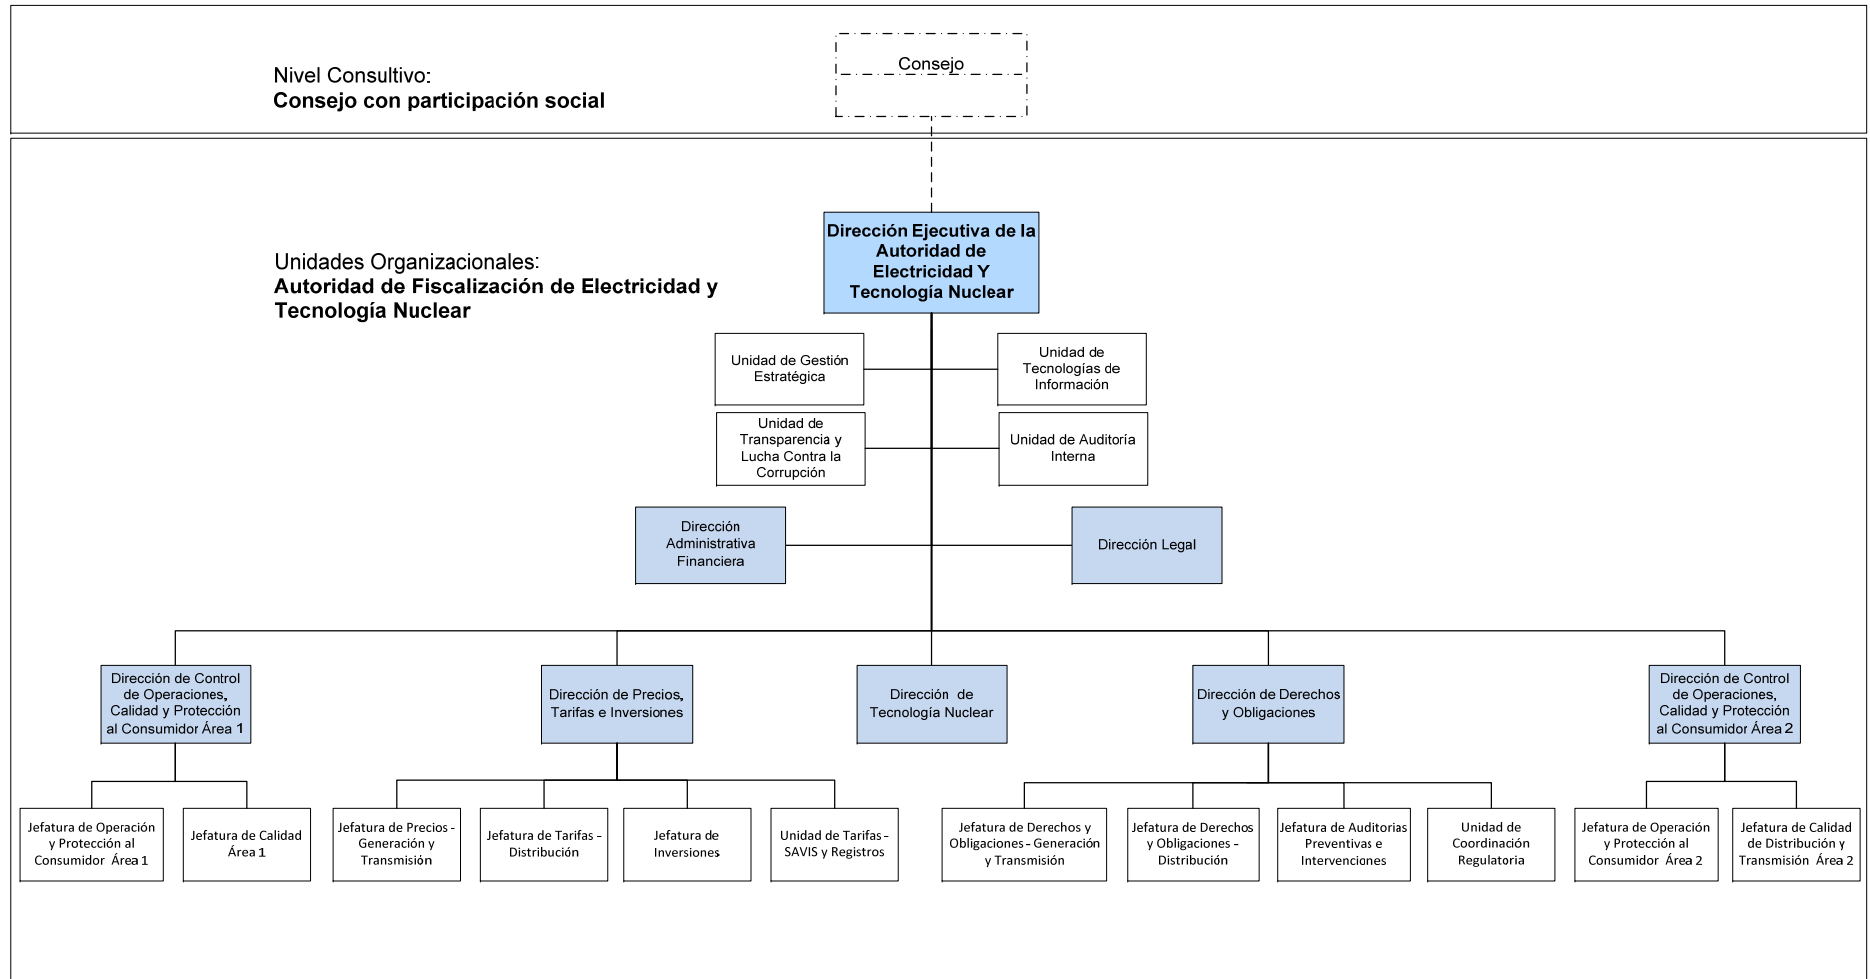 Consejo
Nivel Consultivo:
Consejo con participación social
Dirección Ejecutiva de la
Autoridad de
Electricidad Y
Tecnología Nuclear
Unidades Organizacionales:
Autoridad de Fiscalización de Electricidad y
Tecnología Nuclear
Unidad de Gestión
Estratégica
Unidad de
Tecnologías de
Información
Unidad de
Transparencia y
Lucha Contra la
Corrupción
Unidad de Auditoría
Interna
Dirección
Administrativa
Financiera
Dirección Legal
Dirección de Control
de Operaciones,
Calidad y Protección
al Consumidor Área 1
Dirección de Precios,
Tarifas e Inversiones
Dirección de
Tecnología Nuclear
Dirección de Derechos
y Obligaciones
Dirección de Control
de Operaciones,
Calidad y Protección
al Consumidor Área 2
Jefatura de Operación
y Protección al
Consumidor Área 1
Jefatura de Calidad
Área 1
Jefatura de Precios -
Generación y
Transmisión
Jefatura de Tarifas -
Distribución
Jefatura de
Inversiones
Unidad de Tarifas -
SAVIS y Registros
Jefatura de Derechos y
Obligaciones - Generación
y Transmisión
Jefatura de Derechos
y Obligaciones -
Distribución
Jefatura de Auditorias
Preventivas e
Intervenciones
Unidad de
Coordinación
Regulatoria
Jefatura de Operación
y Protección al
Consumidor Área 2
Jefatura de Calidad
de Distribución y
Transmisión Área 2